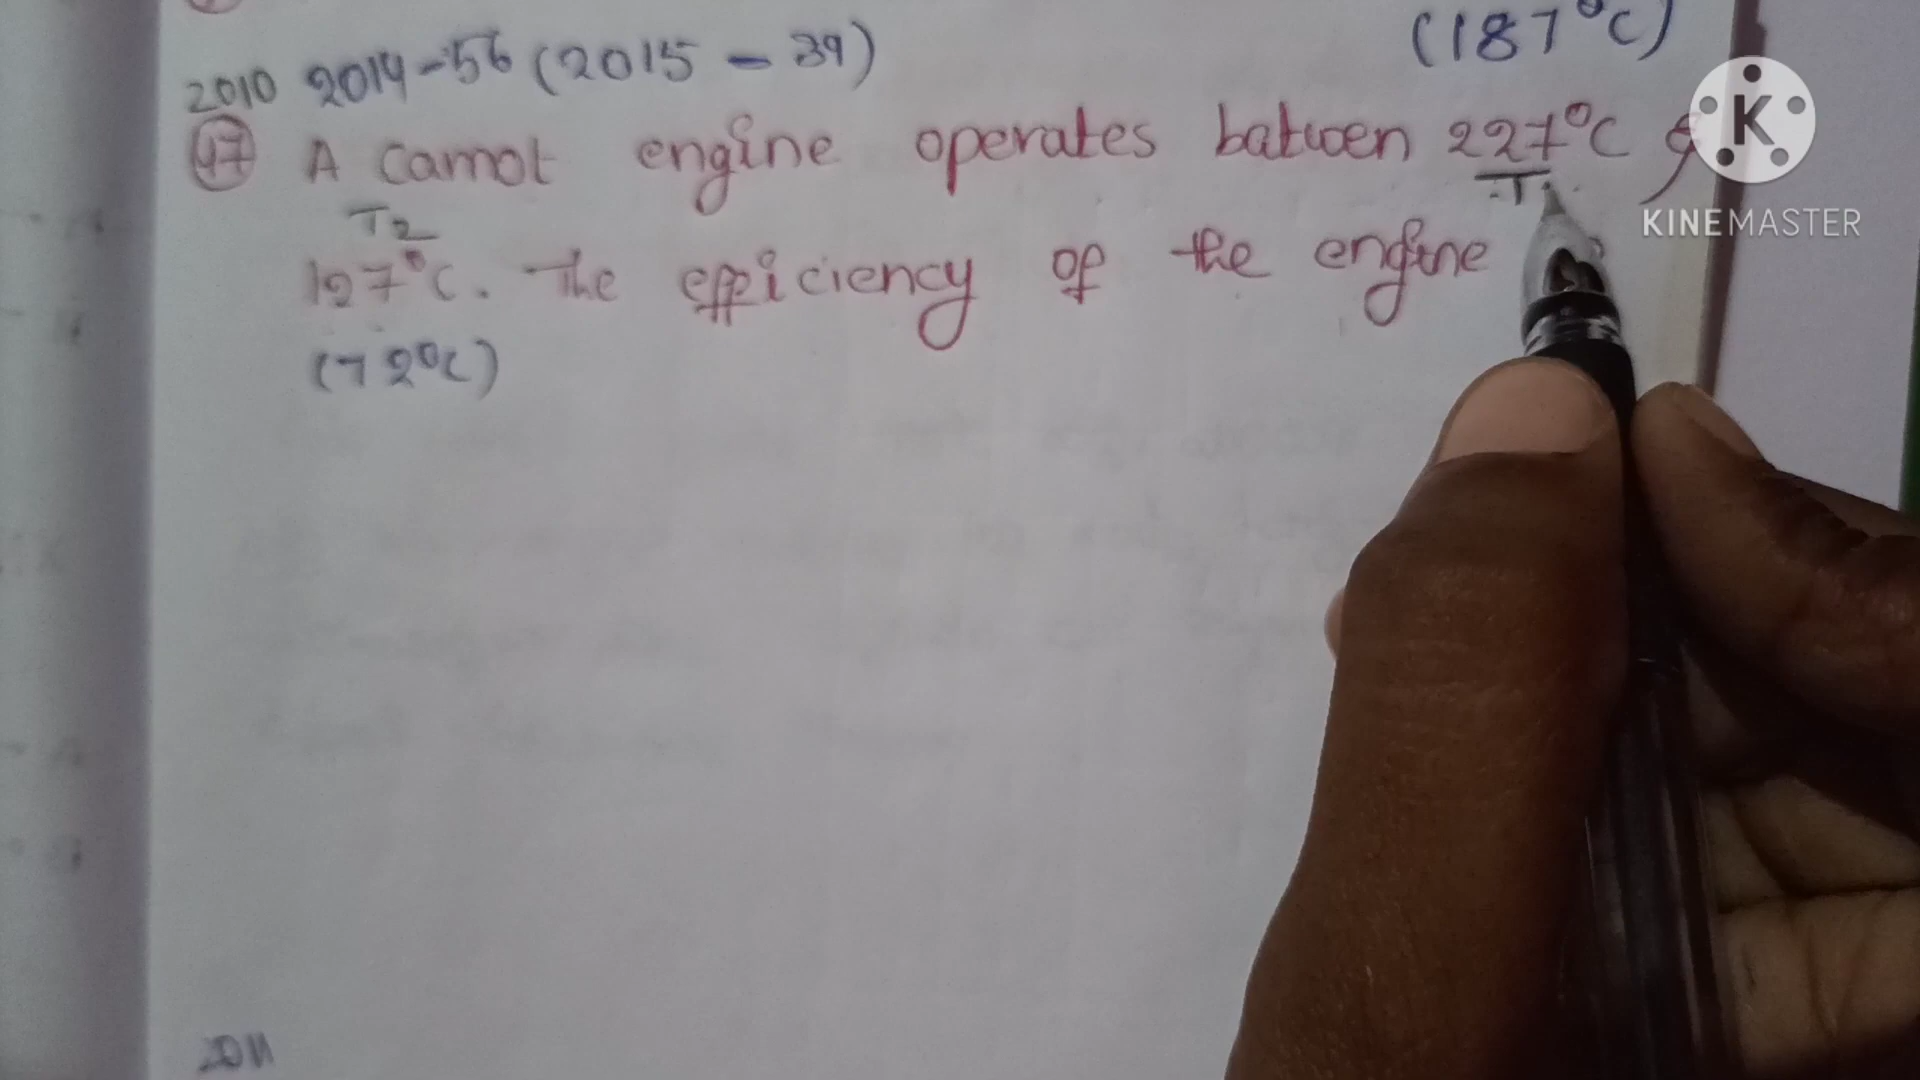 (187°C)
2010 2014-56 (2015 - 39)
47 A carnot engine operates batwen 227°C &
T1
T2
127°C. The efficiency of the engine
(72°C)
2011
K
KINEMASTER